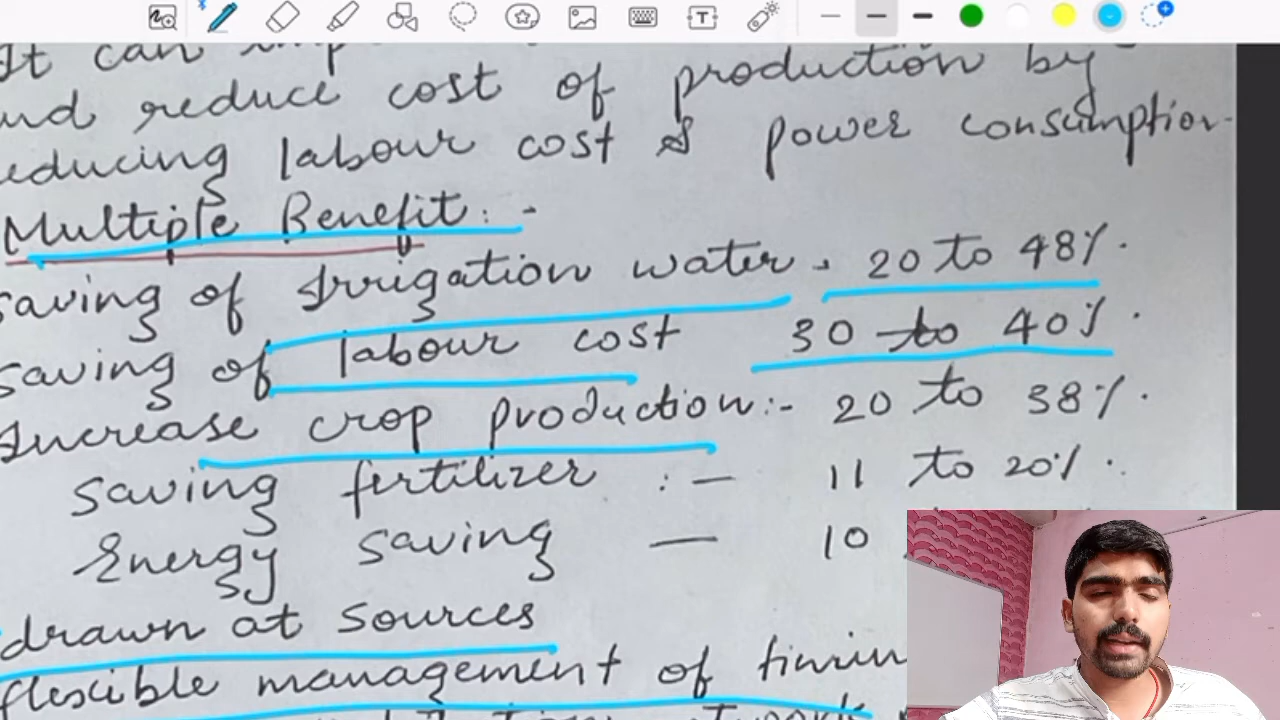 It can
and reduce cost of production by
reducing labour cost & power consumption.
Multiple Benefit: -
Saving of Irrigation water. 20 to 48%.
Saving of labour cost 30 to 40%.
Increase crop production:- 20 to 38%.
Saving fertilizer :- 11 to 20%.
Energy saving — 10
drawn at sources
flexible management of